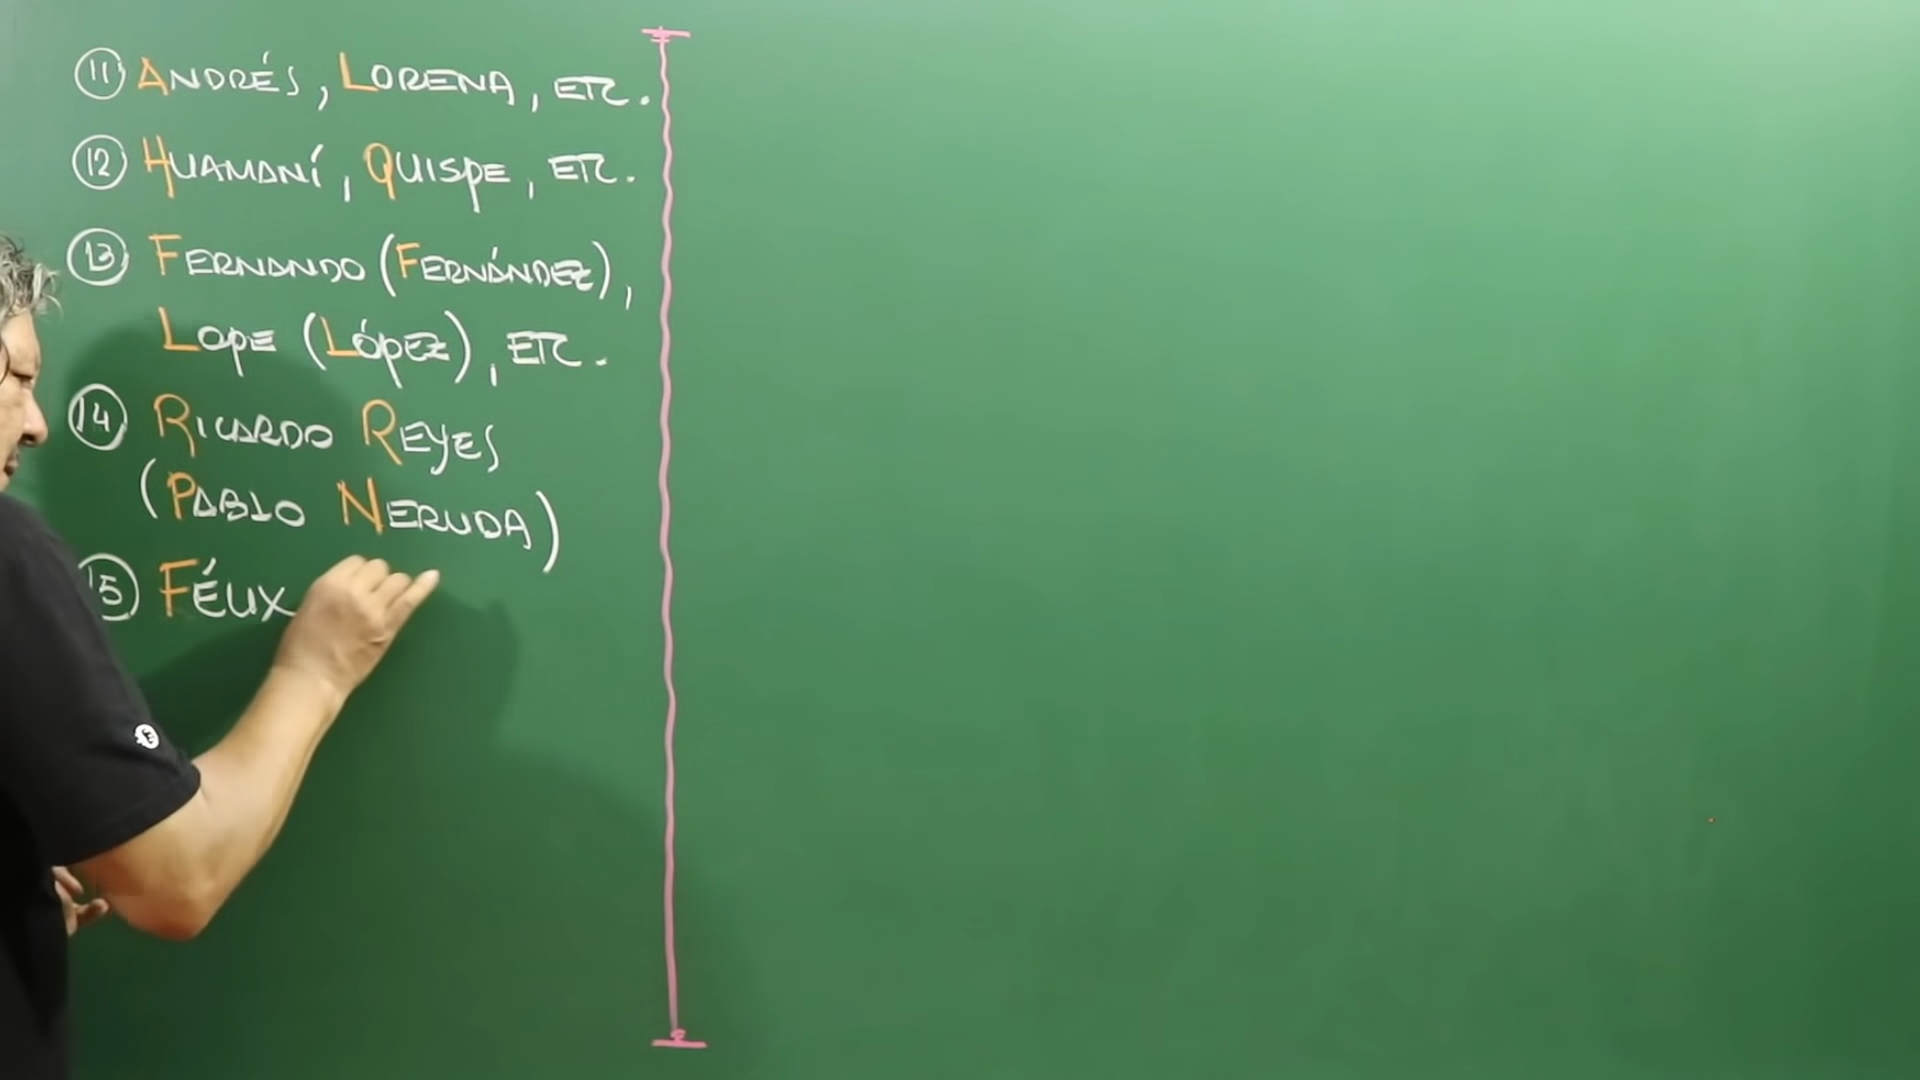 11 ANDRÉS, LORENA, ETC.
12 HUAMANÍ, QUISPE, ETC.
13 FERNANDO (FERNÁNDEZ),
LOPE (LÓPEZ), ETC.
14 RICARDO REYES
(PABLO NERUDA)
15 FÉLIX